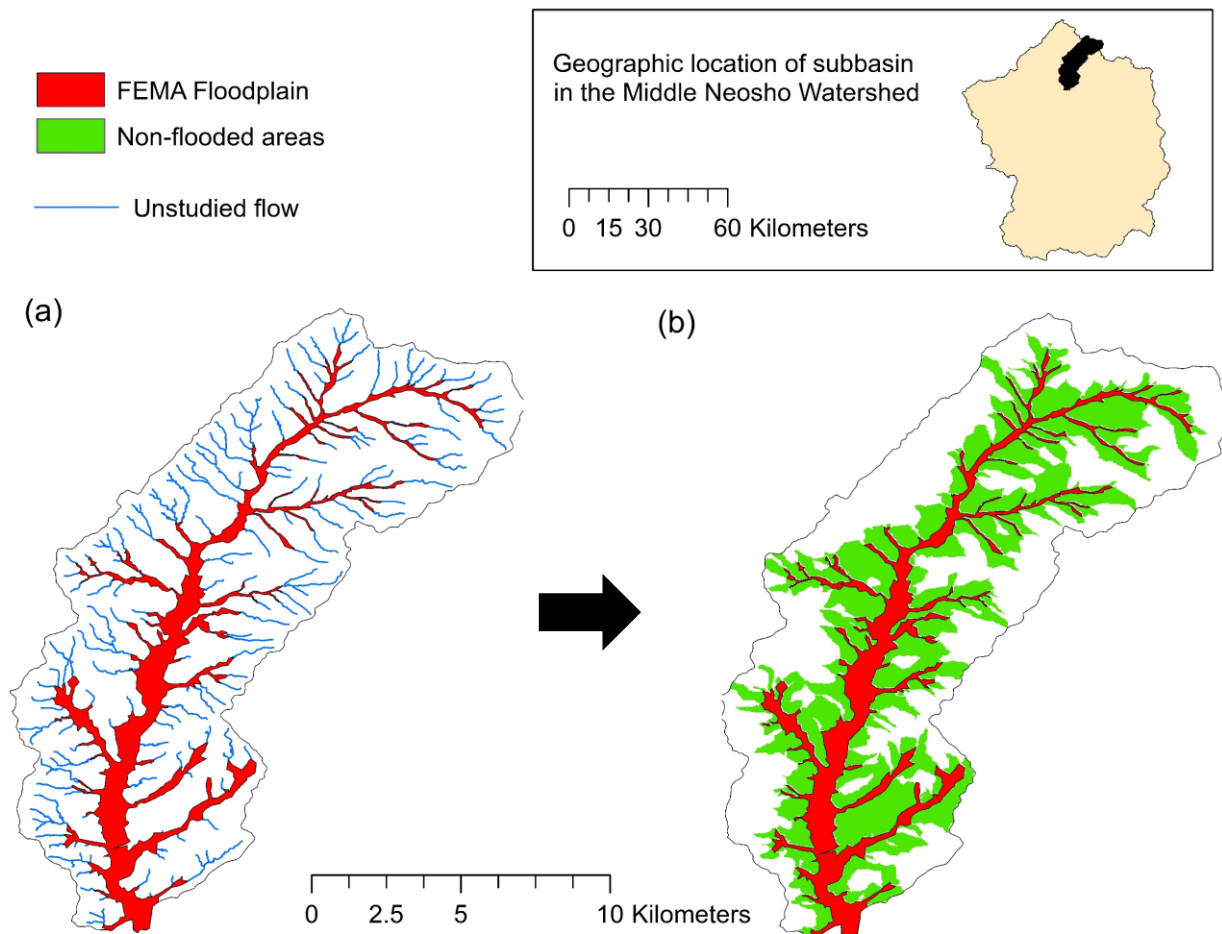 FEMA Floodplain
Non-flooded areas
Unstudied flow
Geographic location of subbasin
in the Middle Neosho Watershed
0 15 30 60 Kilometers
(a)
(b)
0 2.5 5 10 Kilometers